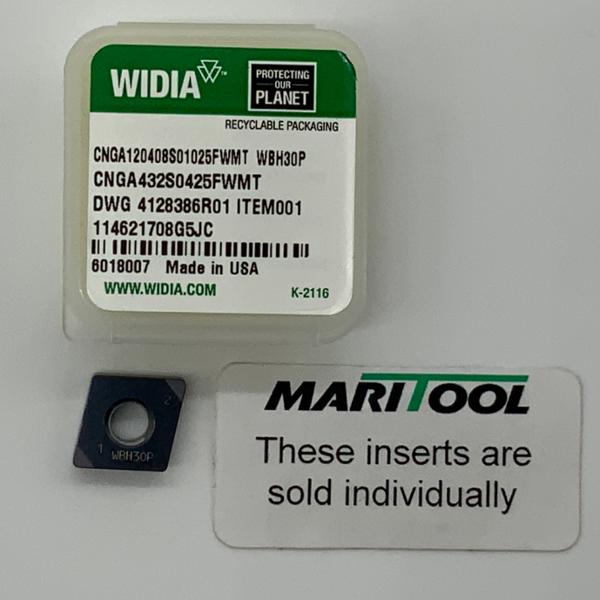 WIDIA™
PROTECTING
OUR
PLANET
RECYCLABLE PACKAGING
CNGA120408S01025FWMT WBH30P
CNGA432S0425FWMT
DWG 4128386R01 ITEM001
114621708G5JC
6018007 Made in USA
WWW.WIDIA.COM K-2116
2
1 WBH30P
MARITOOL
These inserts are
sold individually